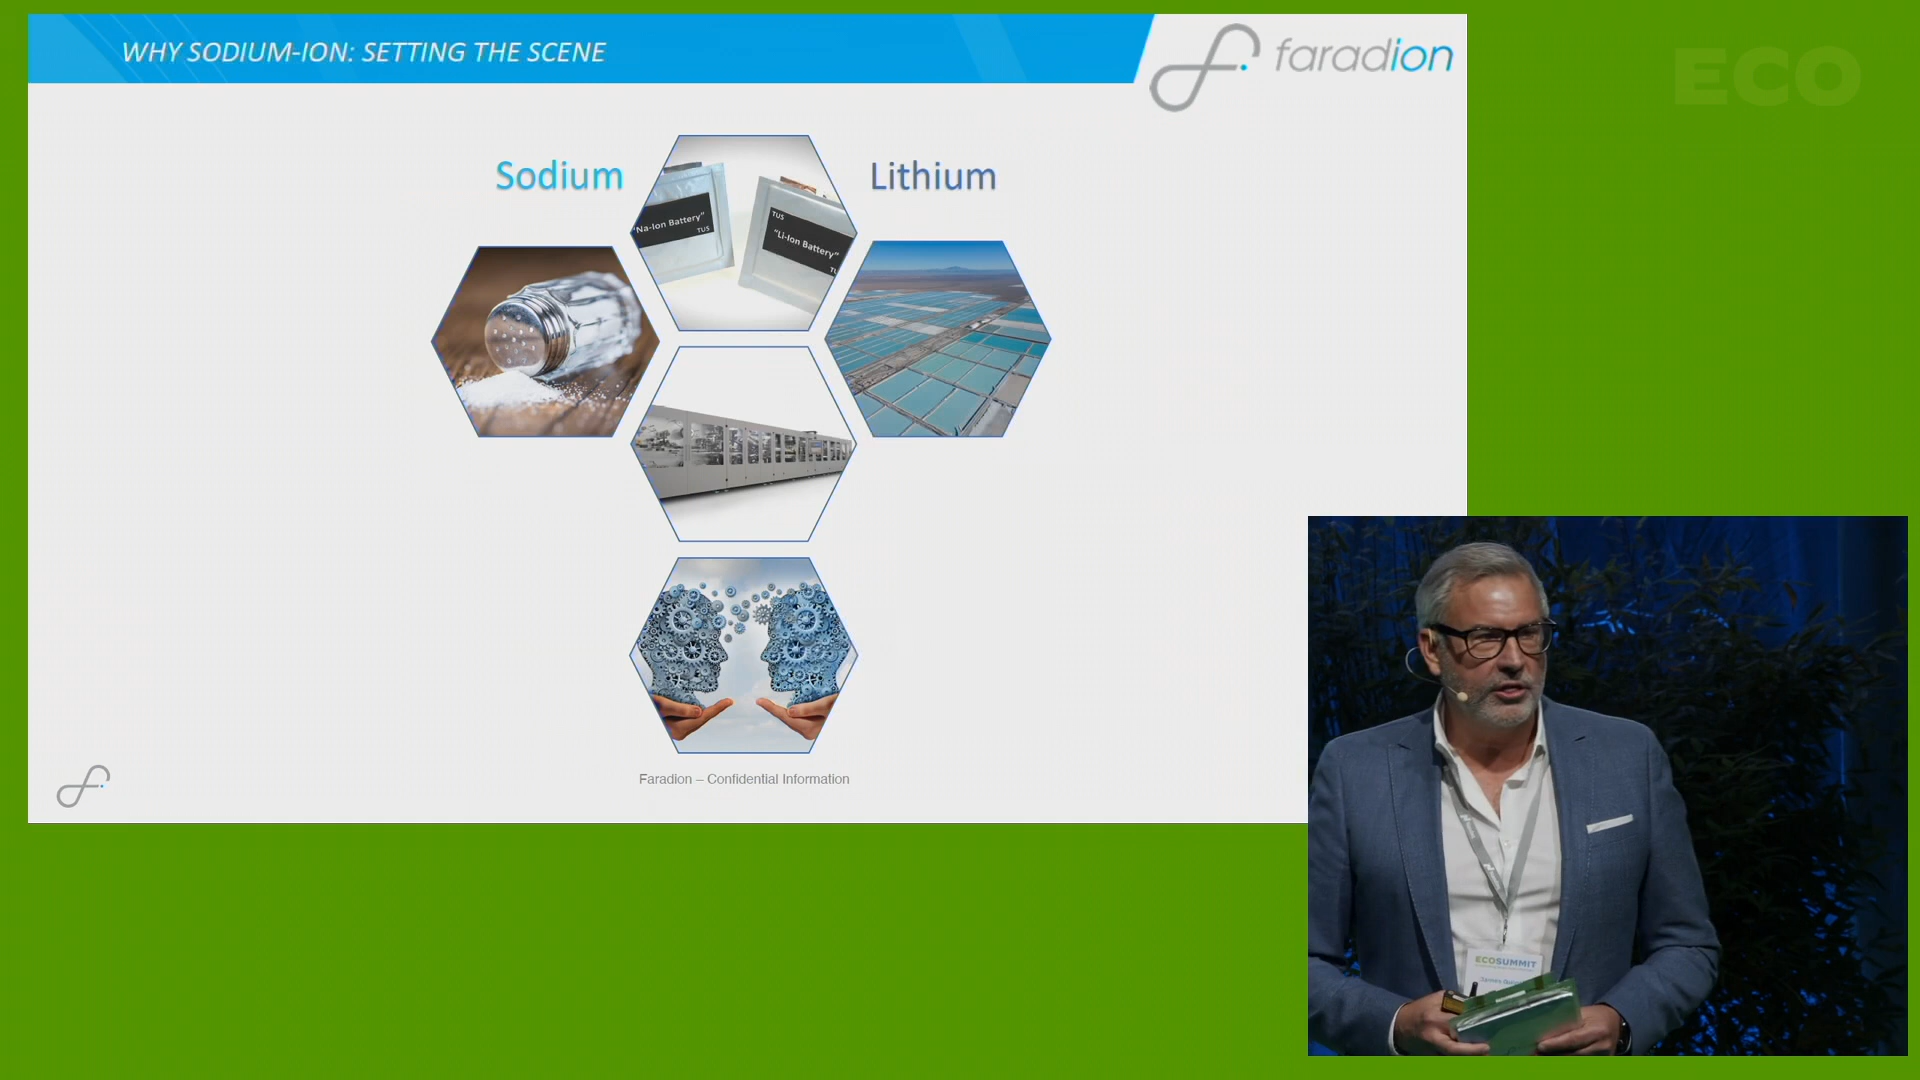 WHY SODIUM-ION: SETTING THE SCENE
faradion
ECO
Sodium
Lithium
"Na-Ion Battery"
TUS
TUS
"Li-Ion Battery"
Faradion – Confidential Information
ECOSUMMIT